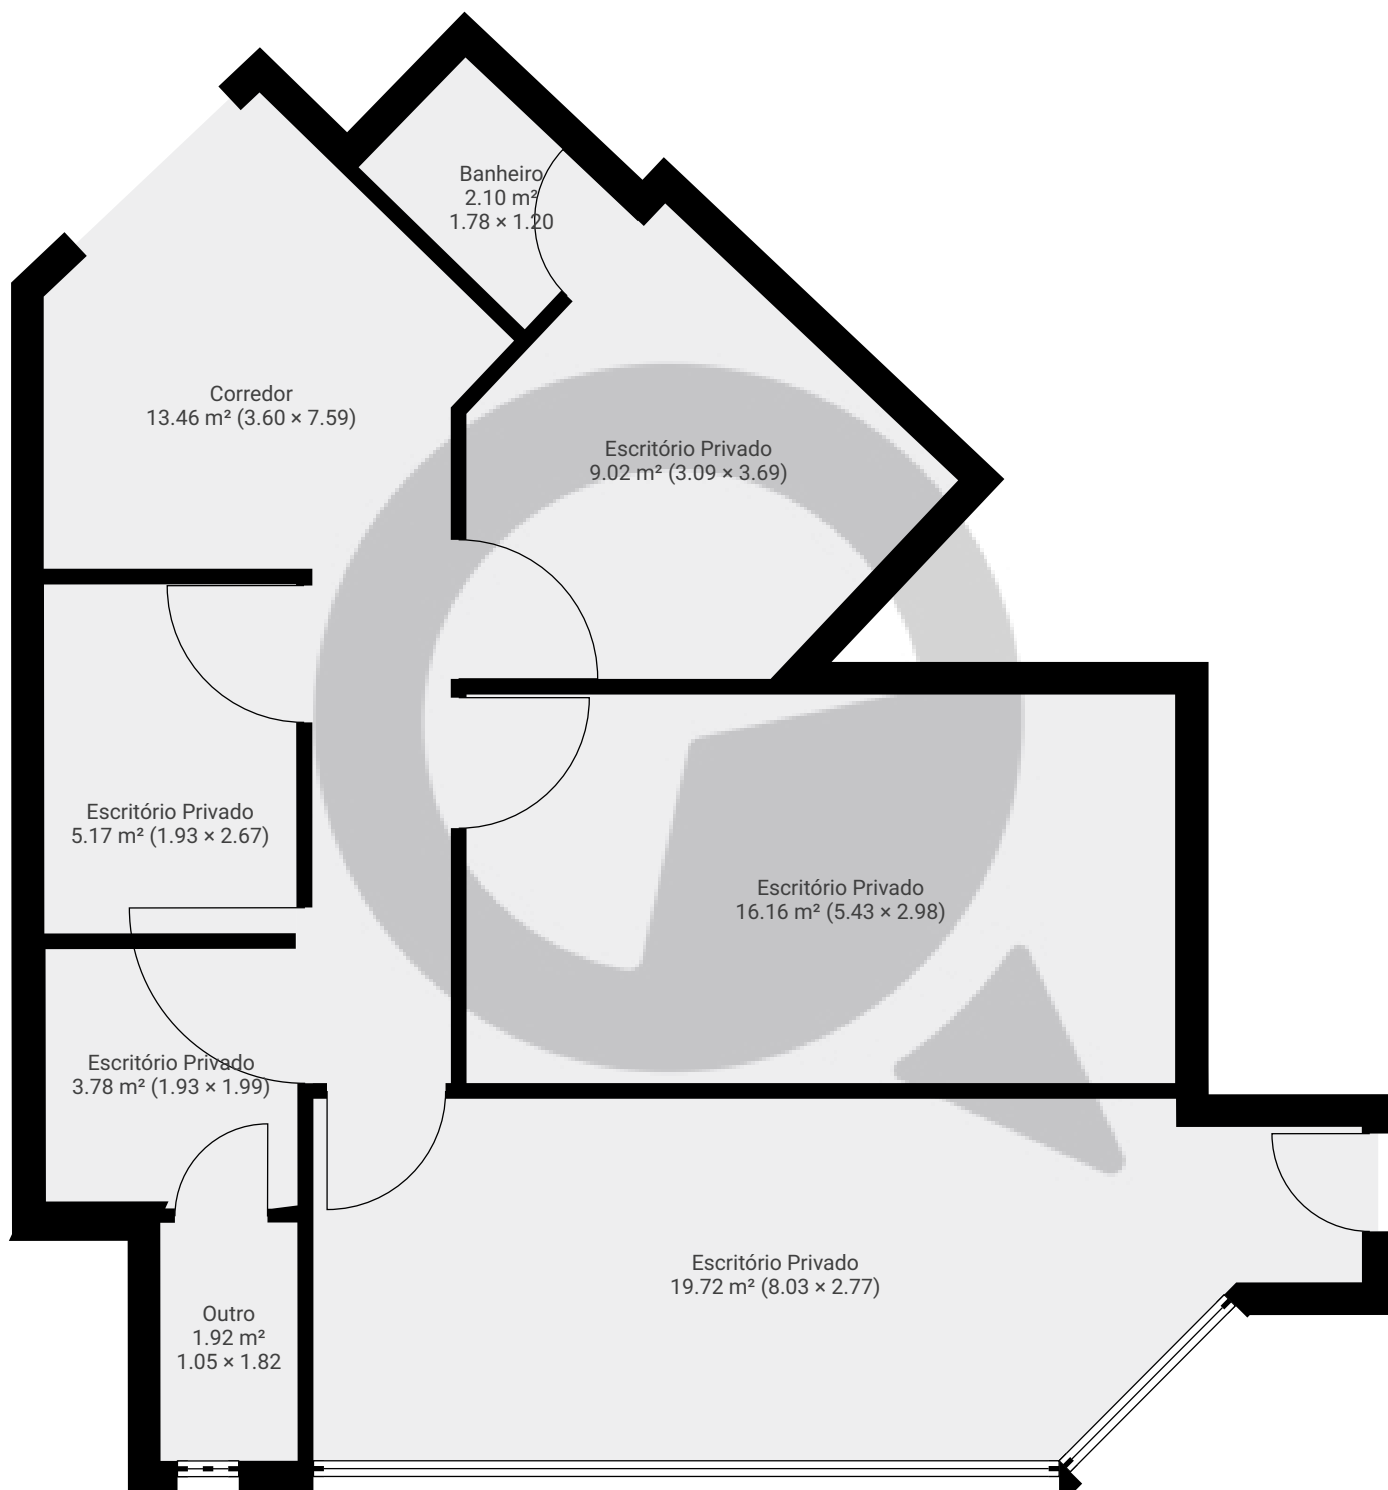 Banheiro
2.10 m²
1.78 × 1.20
Corredor
13.46 m² (3.60 × 7.59)
Escritório Privado
9.02 m² (3.09 × 3.69)
Escritório Privado
5.17 m² (1.93 × 2.67)
Escritório Privado
16.16 m² (5.43 × 2.98)
Escritório Privado
3.78 m² (1.93 × 1.99)
Escritório Privado
19.72 m² (8.03 × 2.77)
Outro
1.92 m²
1.05 × 1.82